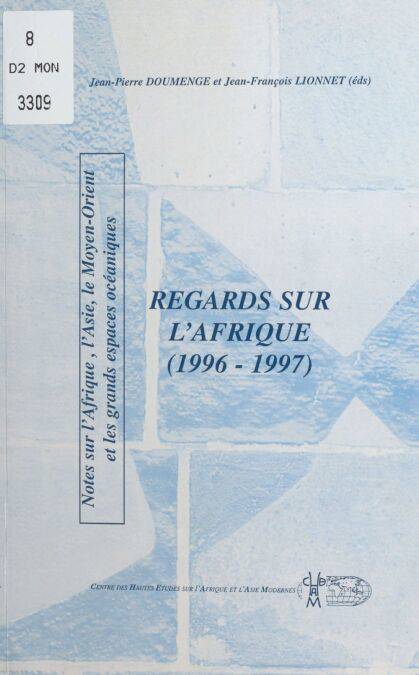 8
D2 MON
3309
Jean-Pierre DOUMENGE et Jean-François LIONNET (éds)
Notes sur l'Afrique , l'Asie, le Moyen-Orient
et les grands espaces océaniques
REGARDS SUR
L'AFRIQUE
(1996 - 1997)
CENTRE DES HAUTES ETUDES SUR L'AFRIQUE ET L'ASIE MODERNES
CHEAM